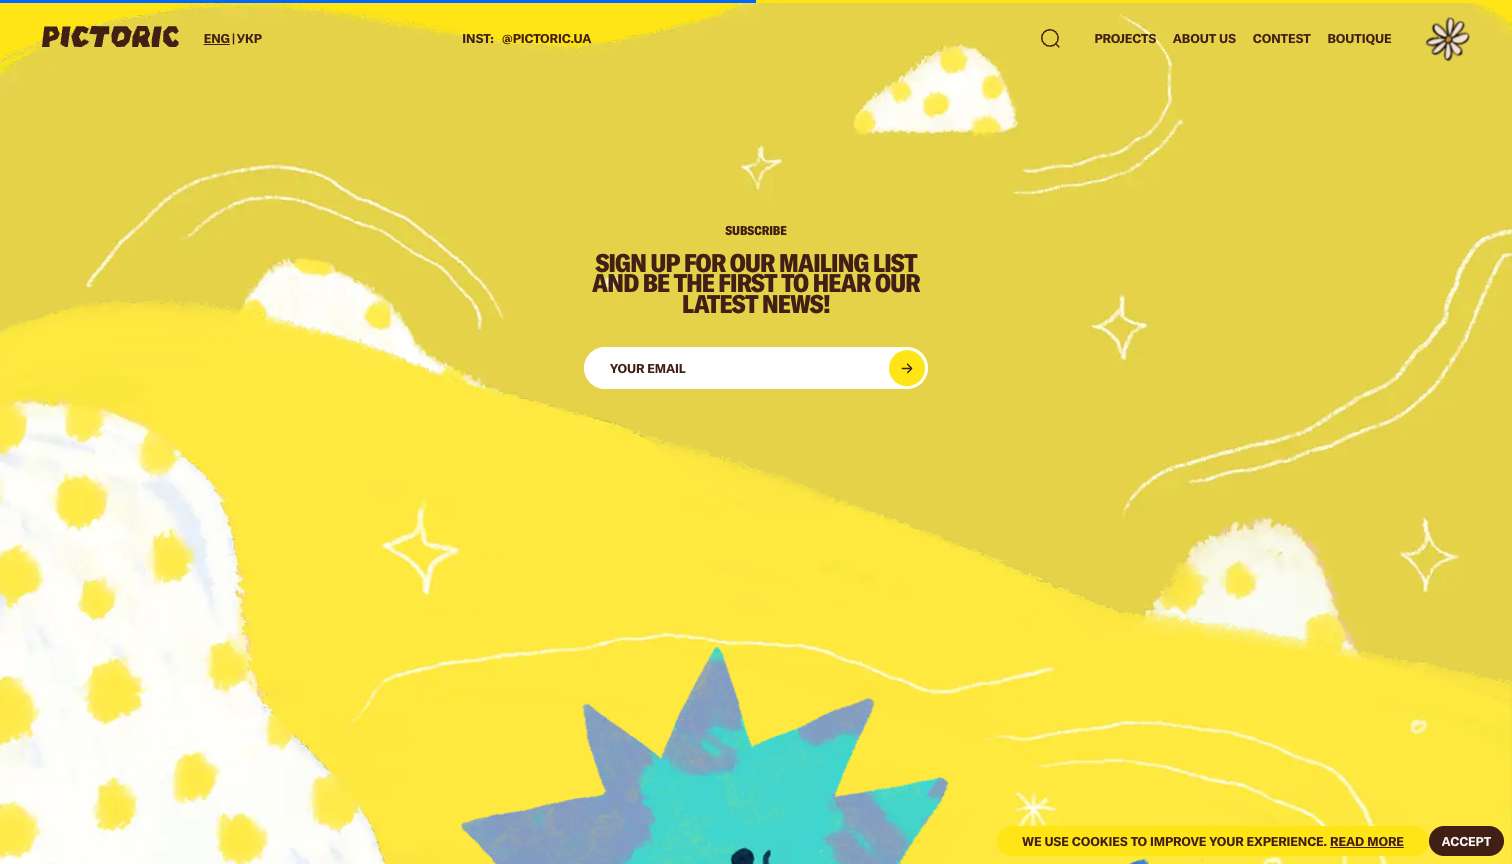 PICTORIC
ENG | УКР
INST: @PICTORIC.UA
PROJECTS ABOUT US CONTEST BOUTIQUE
SUBSCRIBE
SIGN UP FOR OUR MAILING LIST
AND BE THE FIRST TO HEAR OUR
LATEST NEWS!
YOUR EMAIL
WE USE COOKIES TO IMPROVE YOUR EXPERIENCE. READ MORE
ACCEPT